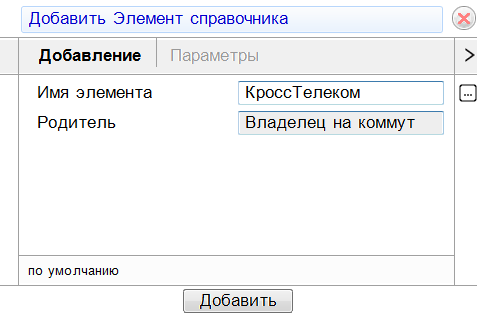 Добавить Элемент справочника
Добавление Параметры
Имя элемента КроссТелеком
Родитель Владелец на коммут
по умолчанию
Добавить